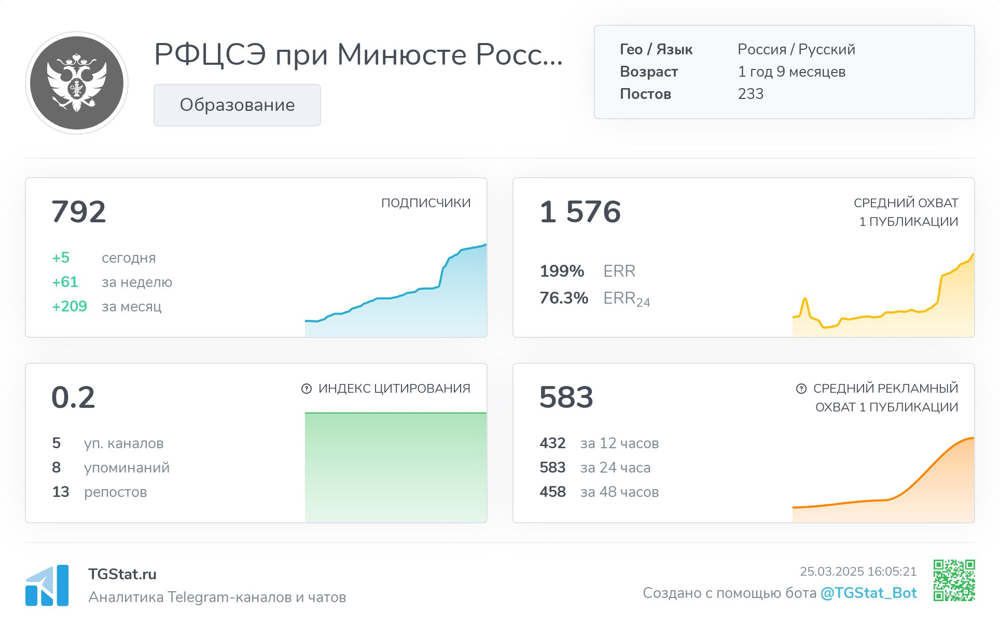 РФЦСЭ при Минюсте Росс...
Образование
Гео / Язык Россия / Русский
Возраст 1 год 9 месяцев
Постов 233
792
ПОДПИСЧИКИ
+5 сегодня
+61 за неделю
+209 за месяц
1 576
СРЕДНИЙ ОХВАТ
1 ПУБЛИКАЦИИ
199% ERR
76.3% ERR24
0.2
ИНДЕКС ЦИТИРОВАНИЯ
5 уп. каналов
8 упоминаний
13 репостов
583
СРЕДНИЙ РЕКЛАМНЫЙ
ОХВАТ 1 ПУБЛИКАЦИИ
432 за 12 часов
583 за 24 часа
458 за 48 часов
TGStat.ru
Аналитика Telegram-каналов и чатов
25.03.2025 16:05:21
Создано с помощью бота @TGStat_Bot